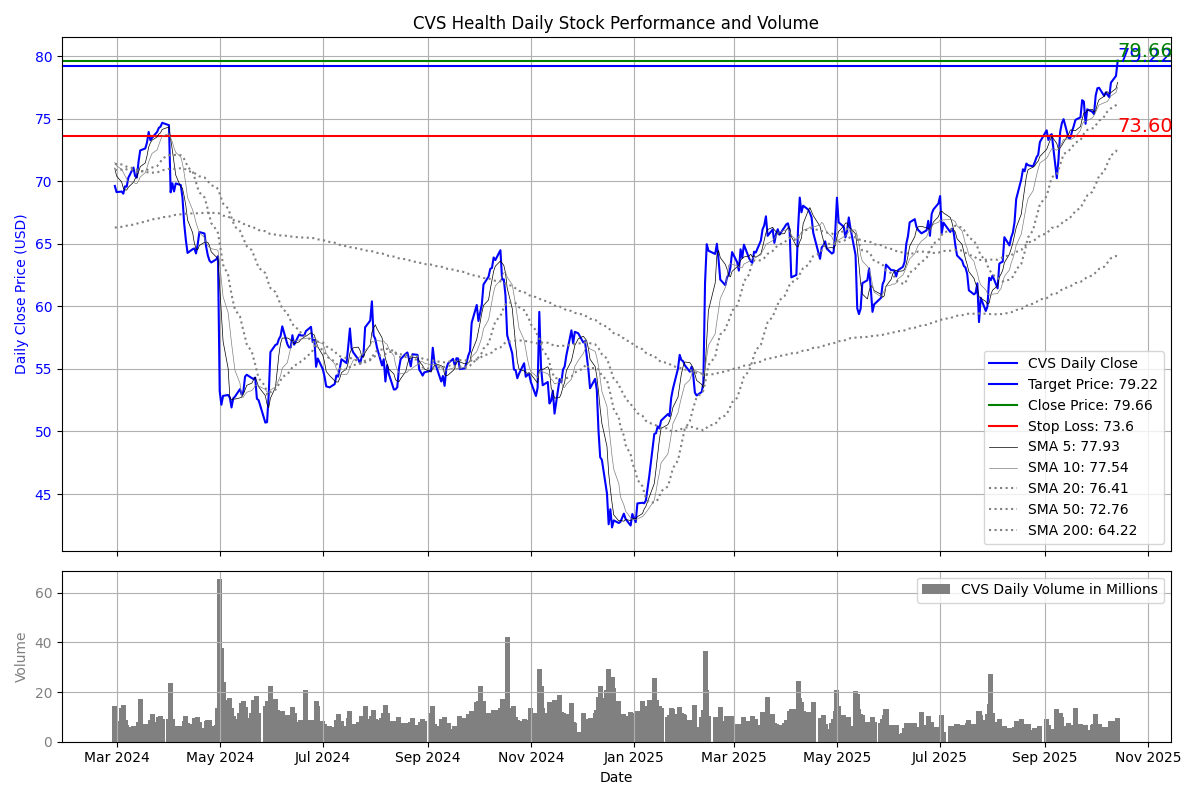 CVS Health Daily Stock Performance and Volume
79.66
79.22
80
75
73.60
70
65
60
55
50
45
Daily Close Price (USD)
CVS Daily Close
Target Price: 79.22
Close Price: 79.66
Stop Loss: 73.6
SMA 5: 77.93
SMA 10: 77.54
SMA 20: 76.41
SMA 50: 72.76
SMA 200: 64.22
CVS Daily Volume in Millions
60
40
20
0
Volume
Mar 2024 May 2024 Jul 2024 Sep 2024 Nov 2024 Jan 2025 Mar 2025 May 2025 Jul 2025 Sep 2025 Nov 2025
Date